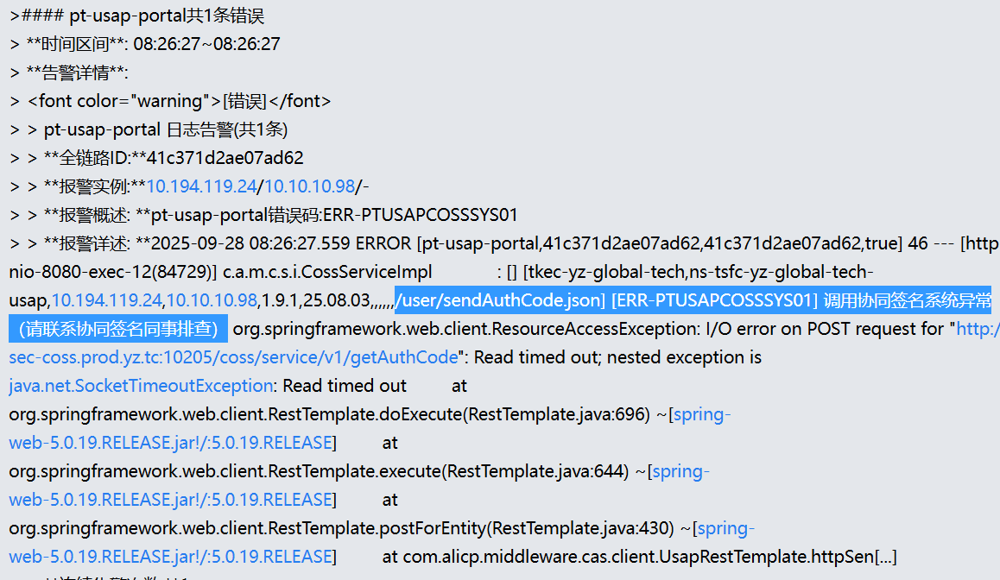 >#### pt-usap-portal共1条错误
> **时间区间**: 08:26:27~08:26:27
> **告警详情**:
> <font color="warning">[错误]</font>
> > pt-usap-portal 日志告警(共1条)
> > **全链路ID:**41c371d2ae07ad62
> > **报警实例:**10.194.119.24/10.10.10.98/-
> > **报警概述: **pt-usap-portal错误码:ERR-PTUSAPCOSSSYS01
> > **报警详述: **2025-09-28 08:26:27.559 ERROR [pt-usap-portal,41c371d2ae07ad62,41c371d2ae07ad62,true] 46 --- [http
nio-8080-exec-12(84729)] c.a.m.c.s.i.CossServiceImpl : [] [tkec-yz-global-tech,ns-tsfc-yz-global-tech-
usap,10.194.119.24,10.10.10.98,1.9.1,25.08.03,,,,,,/user/sendAuthCode.json] [ERR-PTUSAPCOSSSYS01] 调用协同签名系统异常
（请联系协同签名同事排查） org.springframework.web.client.ResourceAccessException: I/O error on POST request for "http:/
sec-coss.prod.yz.tc:10205/coss/service/v1/getAuthCode": Read timed out; nested exception is
java.net.SocketTimeoutException: Read timed out at
org.springframework.web.client.RestTemplate.doExecute(RestTemplate.java:696) ~[spring-
web-5.0.19.RELEASE.jar!/:5.0.19.RELEASE] at
org.springframework.web.client.RestTemplate.execute(RestTemplate.java:644) ~[spring-
web-5.0.19.RELEASE.jar!/:5.0.19.RELEASE] at
org.springframework.web.client.RestTemplate.postForEntity(RestTemplate.java:430) ~[spring-
web-5.0.19.RELEASE.jar!/:5.0.19.RELEASE] at com.alicp.middleware.cas.client.UsapRestTemplate.httpSen[...]